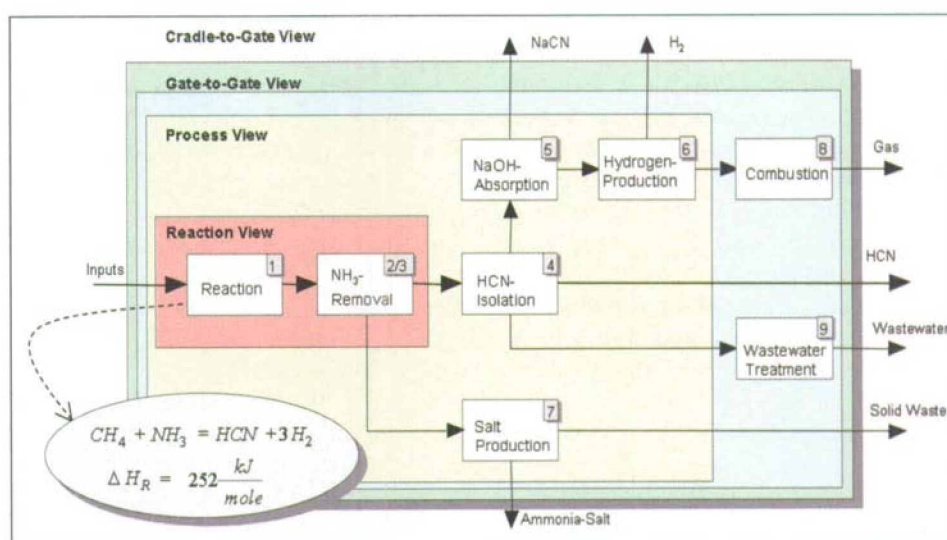 NaCN
H₂
Cradle-to-Gate View
Gate-to-Gate View
Process View
5
NaOH-
Absorption
6
Hydrogen-
Production
8
Combustion
Gas
Reaction View
Inputs
1
Reaction
2/3
NH₃-
Removal
4
HCN-
Isolation
HCN
9
Wastewater
Treatment
Wastewater
7
Salt
Production
Solid Waste
CH₄ + NH₃ = HCN + 3H₂
Δ H_R = 252 kJ/mole
Ammonia-Salt